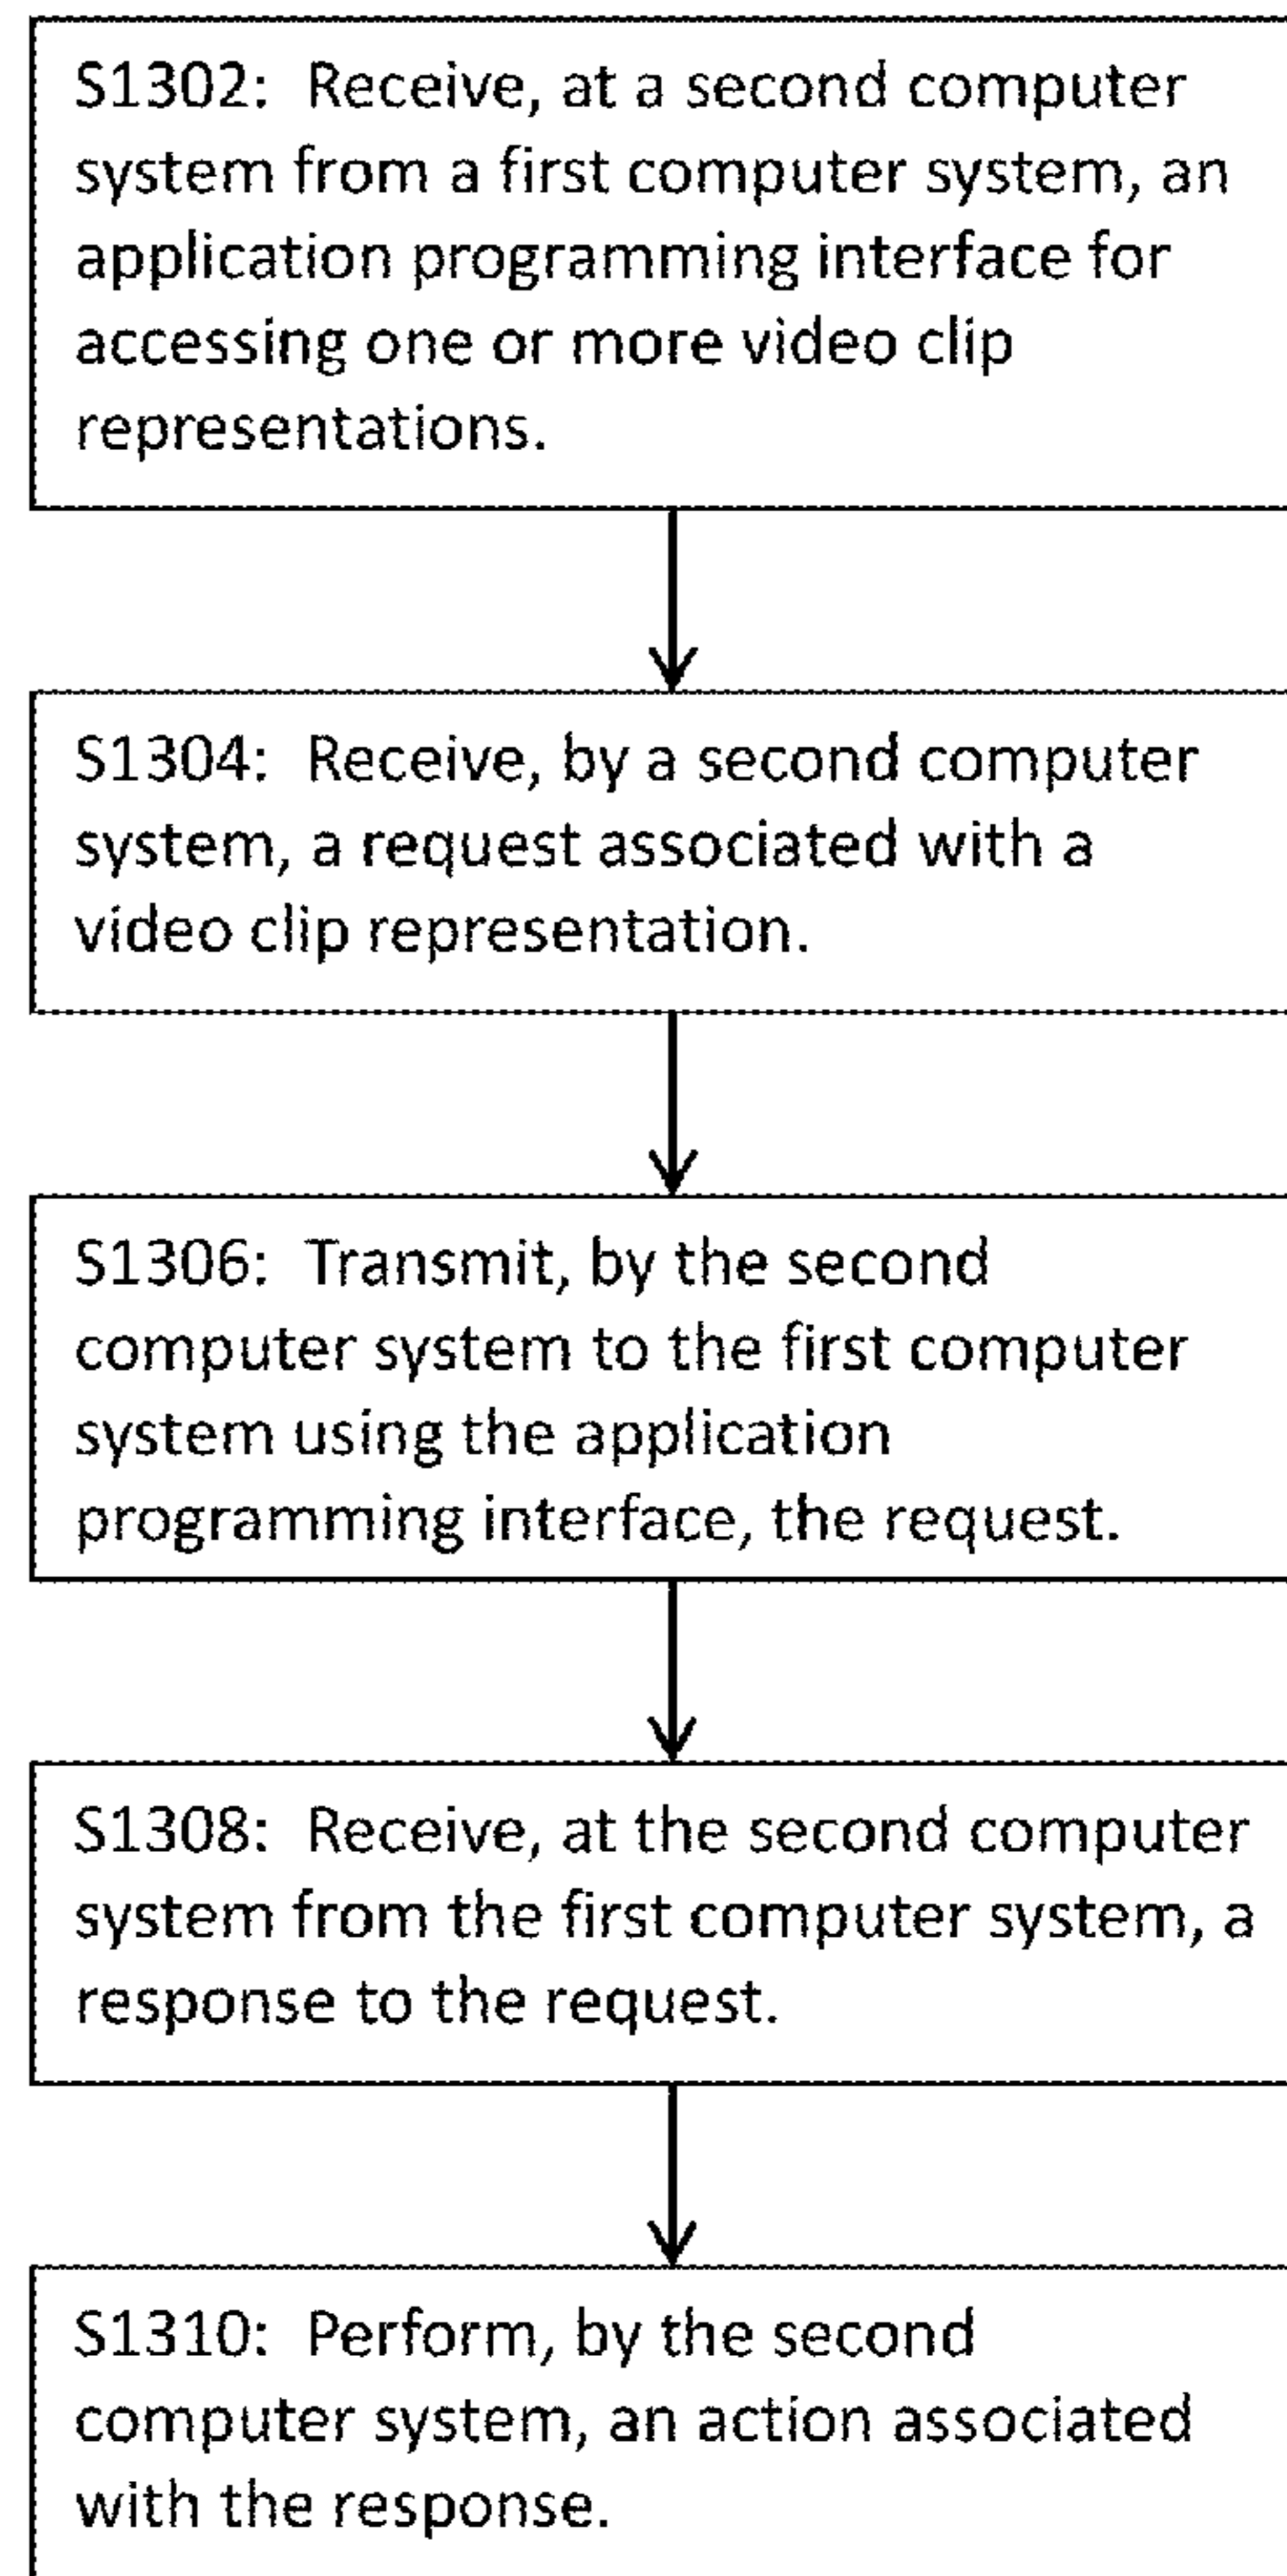 S1302: Receive, at a second computer
system from a first computer system, an
application programming interface for
accessing one or more video clip
representations.
S1304: Receive, by a second computer
system, a request associated with a
video clip representation.
S1306: Transmit, by the second
computer system to the first computer
system using the application
programming interface, the request.
S1308: Receive, at the second computer
system from the first computer system, a
response to the request.
S1310: Perform, by the second
computer system, an action associated
with the response.